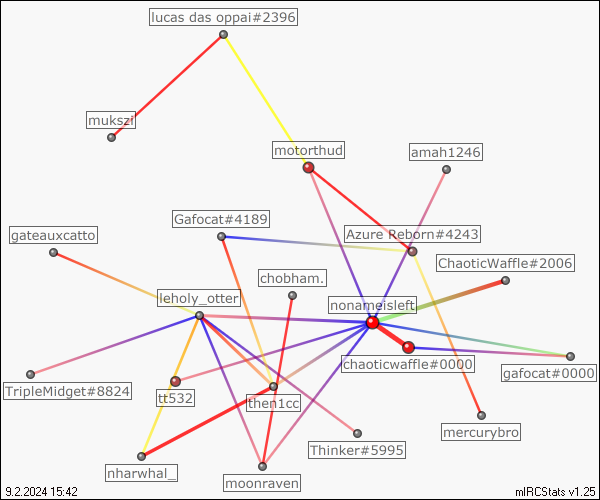 lucas das oppai#2396
mukszi
motorthud
amah1246
Gafocat#4189
Azure Reborn#4243
gateauxcatto
ChaoticWaffle#2006
chobham.
leholy_otter
nonameisleft
chaoticwaffle#0000
gafocat#0000
TripleMidget#8824
tt532
then1cc
mercurybro
Thinker#5995
nharwhal_
moonraven
9.2.2024 15:42
mIRCStats v1.25